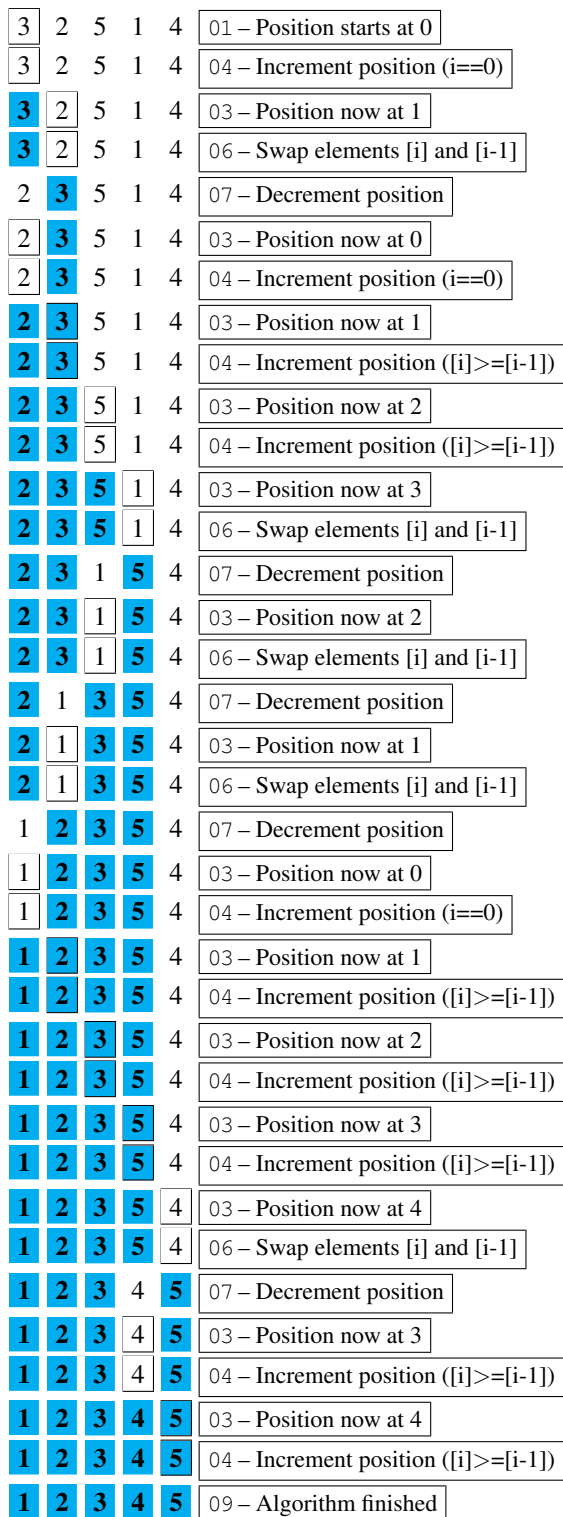 3 2 5 1 4 01 – Position starts at 0
3 2 5 1 4 04 – Increment position (i==0)
3 2 5 1 4 03 – Position now at 1
3 2 5 1 4 06 – Swap elements [i] and [i-1]
2 3 5 1 4 07 – Decrement position
2 3 5 1 4 03 – Position now at 0
2 3 5 1 4 04 – Increment position (i==0)
2 3 5 1 4 03 – Position now at 1
2 3 5 1 4 04 – Increment position ([i]>=[i-1])
2 3 5 1 4 03 – Position now at 2
2 3 5 1 4 04 – Increment position ([i]>=[i-1])
2 3 5 1 4 03 – Position now at 3
2 3 5 1 4 06 – Swap elements [i] and [i-1]
2 3 1 5 4 07 – Decrement position
2 3 1 5 4 03 – Position now at 2
2 3 1 5 4 06 – Swap elements [i] and [i-1]
2 1 3 5 4 07 – Decrement position
2 1 3 5 4 03 – Position now at 1
2 1 3 5 4 06 – Swap elements [i] and [i-1]
1 2 3 5 4 07 – Decrement position
1 2 3 5 4 03 – Position now at 0
1 2 3 5 4 04 – Increment position (i==0)
1 2 3 5 4 03 – Position now at 1
1 2 3 5 4 04 – Increment position ([i]>=[i-1])
1 2 3 5 4 03 – Position now at 2
1 2 3 5 4 04 – Increment position ([i]>=[i-1])
1 2 3 5 4 03 – Position now at 3
1 2 3 5 4 04 – Increment position ([i]>=[i-1])
1 2 3 5 4 03 – Position now at 4
1 2 3 5 4 06 – Swap elements [i] and [i-1]
1 2 3 4 5 07 – Decrement position
1 2 3 4 5 03 – Position now at 3
1 2 3 4 5 04 – Increment position ([i]>=[i-1])
1 2 3 4 5 03 – Position now at 4
1 2 3 4 5 04 – Increment position ([i]>=[i-1])
1 2 3 4 5 09 – Algorithm finished